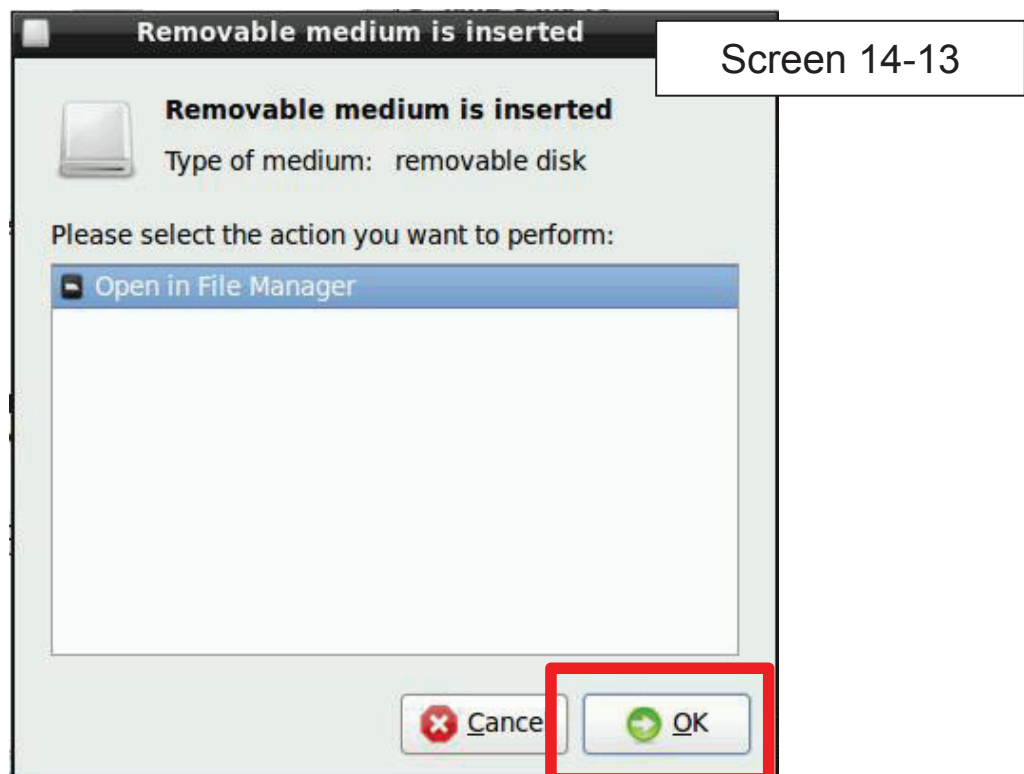 Removable medium is inserted
Screen 14-13
Removable medium is inserted
Type of medium: removable disk
Please select the action you want to perform:
Open in File Manager
Cance
OK